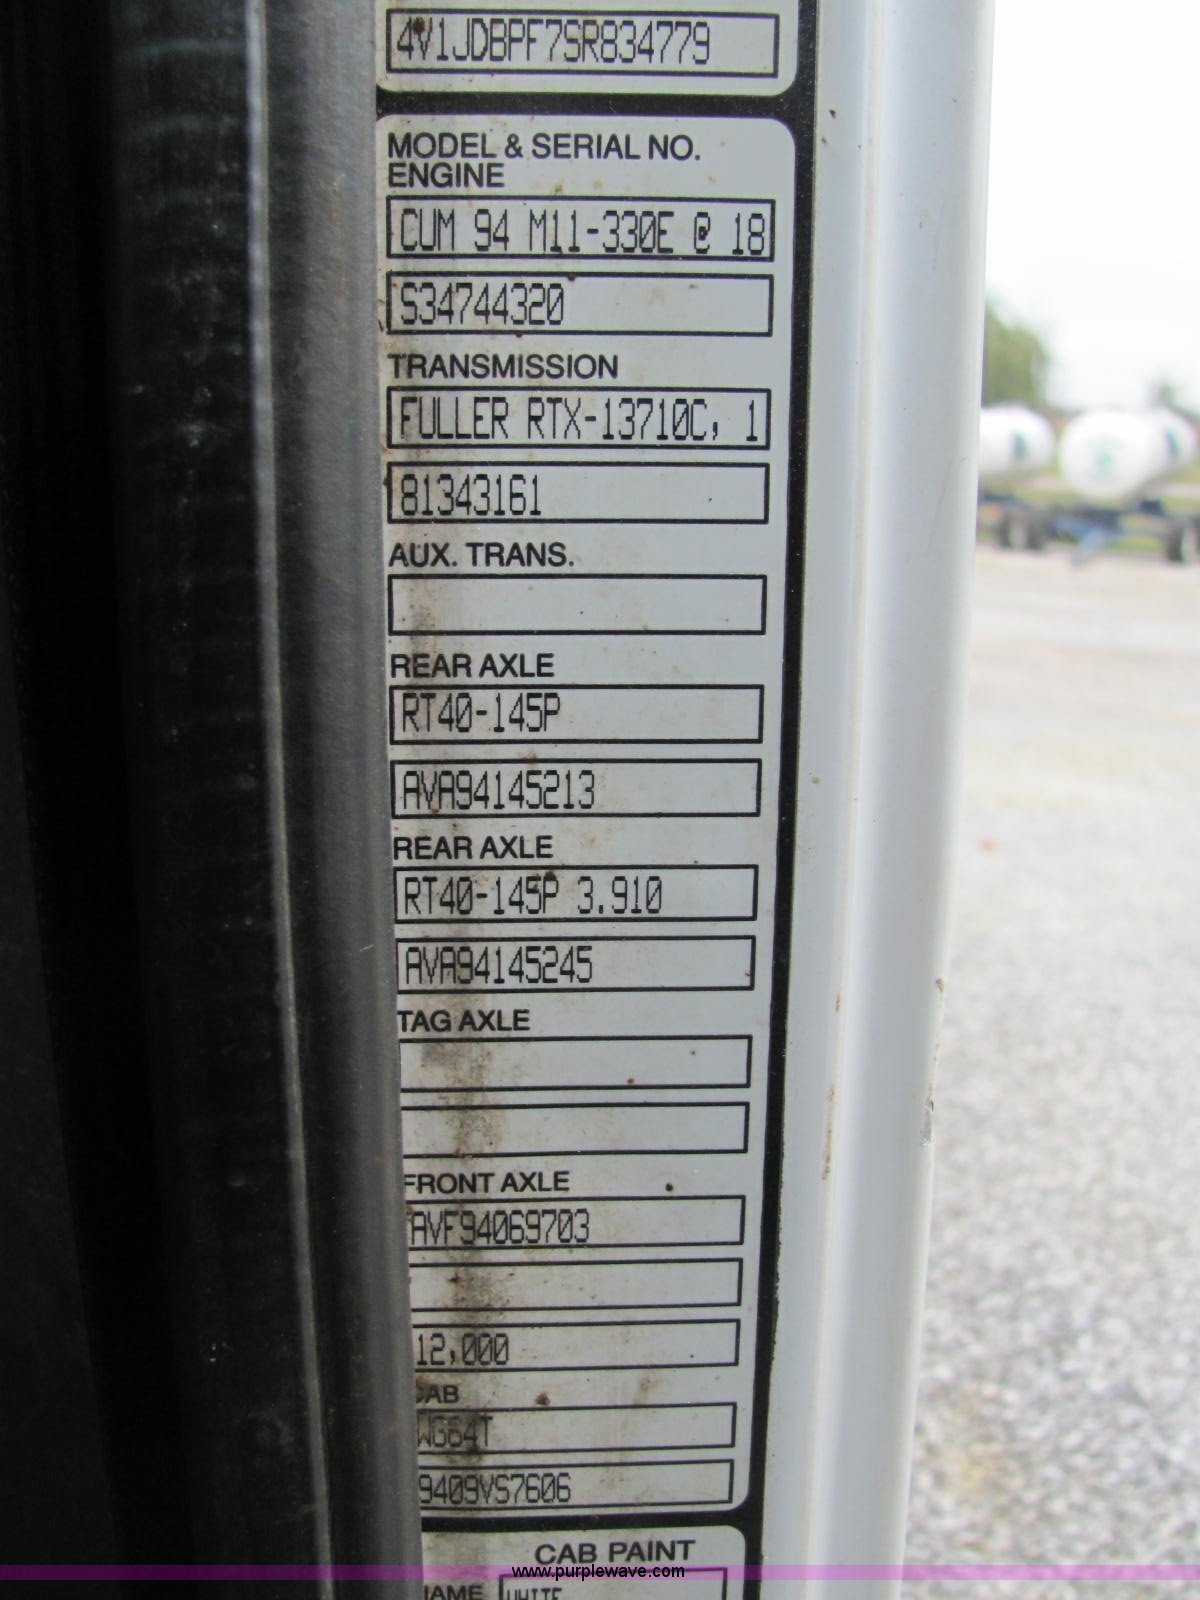 4V1JDBPF7SR834779
MODEL & SERIAL NO.
ENGINE
CUM 94 M11-330E @ 18
S34744320
TRANSMISSION
FULLER RTX-13710C, 1
81343161
AUX. TRANS.
REAR AXLE
RT40-145P
AVA94145213
REAR AXLE
RT40-145P 3.910
AVA94145245
TAG AXLE
FRONT AXLE
AVF94069703
12,000
CAB
WG64T
9409VS7606
CAB PAINT
www.purplewave.com
NAME WHITE